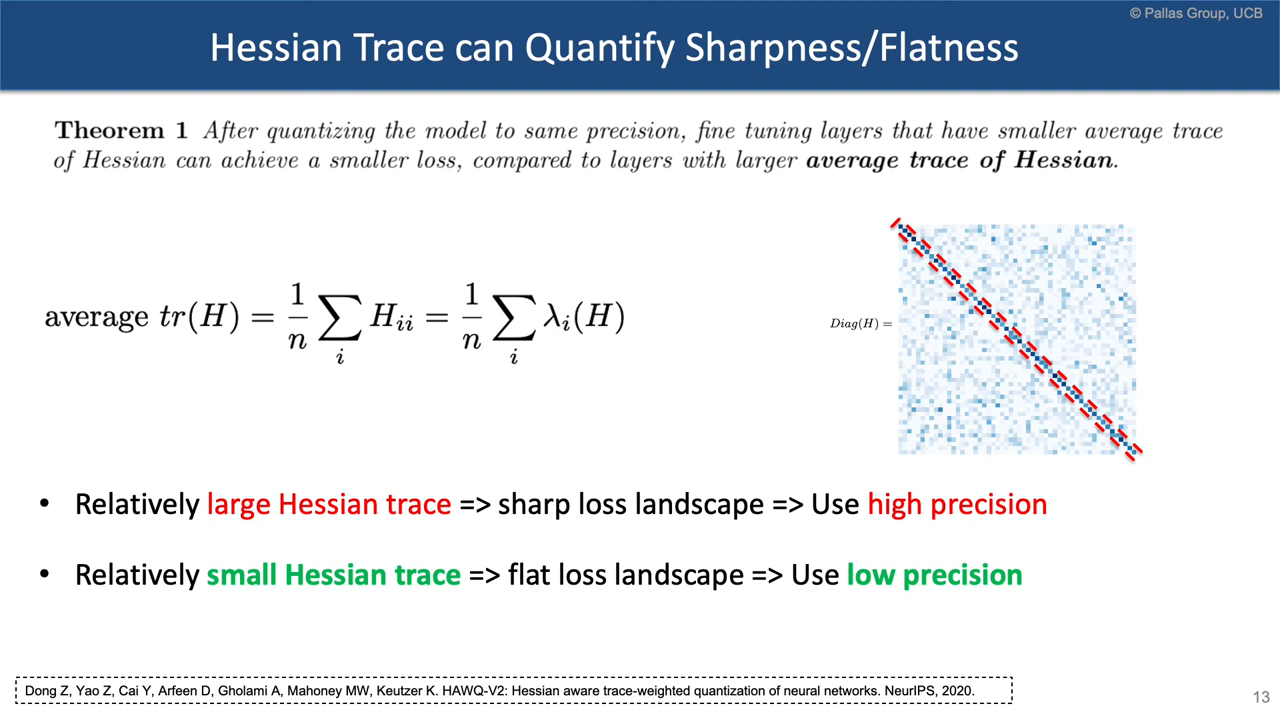 © Pallas Group, UCB
Hessian Trace can Quantify Sharpness/Flatness
Theorem 1 After quantizing the model to same precision, fine tuning layers that have smaller average trace
of Hessian can achieve a smaller loss, compared to layers with larger average trace of Hessian.
average tr(H) = 1/n ∑_i H_ii = 1/n ∑_i λ_i(H)
Diag(H) =
• Relatively large Hessian trace => sharp loss landscape => Use high precision
• Relatively small Hessian trace => flat loss landscape => Use low precision
Dong Z, Yao Z, Cai Y, Arfeen D, Gholami A, Mahoney MW, Keutzer K. HAWQ-V2: Hessian aware trace-weighted quantization of neural networks. NeurIPS, 2020.
13